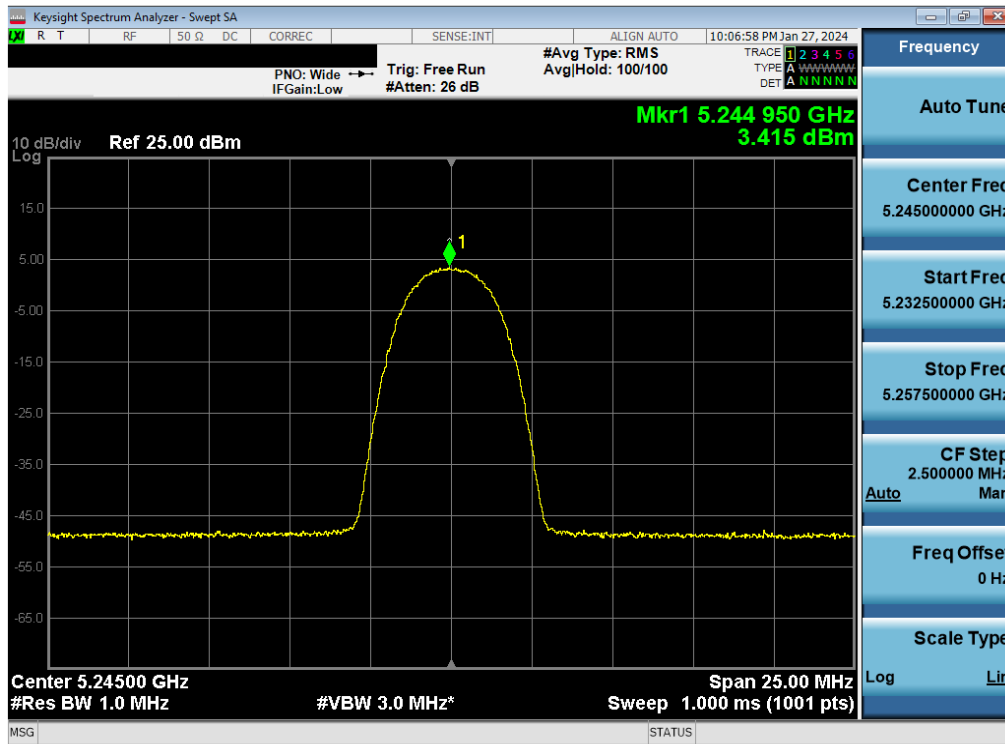 Keysight Spectrum Analyzer - Swept SA
LXI R T RF 50 Ω DC CORREC SENSE:INT ALIGN AUTO 10:06:58 PM Jan 27, 2024
PNO: Wide
IFGain:Low
Trig: Free Run
#Atten: 26 dB
#Avg Type: RMS
Avg|Hold: 100/100
TRACE 1 2 3 4 5 6
TYPE A WWWWW
DET A N N N N N
Mkr1 5.244 950 GHz
3.415 dBm
10 dB/div Ref 25.00 dBm
Log
1
15.0
5.00
-5.00
-15.0
-25.0
-35.0
-45.0
-55.0
-65.0
Center 5.24500 GHz Span 25.00 MHz
#Res BW 1.0 MHz #VBW 3.0 MHz* Sweep 1.000 ms (1001 pts)
MSG STATUS
Frequency
Auto Tune
Center Freq
5.245000000 GHz
Start Freq
5.232500000 GHz
Stop Freq
5.257500000 GHz
CF Step
2.500000 MHz
Auto Man
Freq Offset
0 Hz
Scale Type
Log Lin